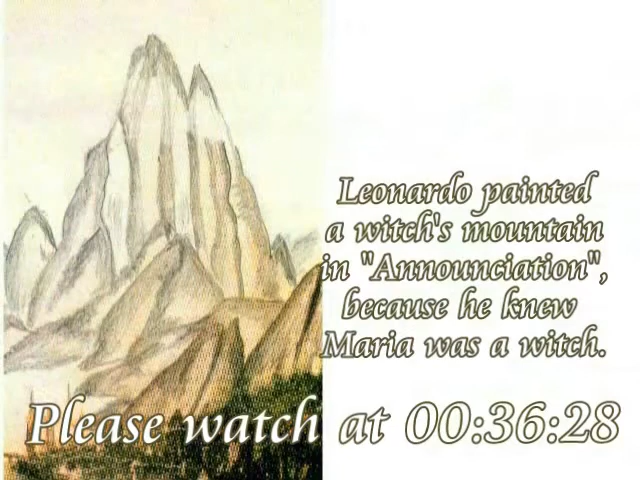 Leonardo painted
a witch's mountain
in "Announciation",
because he knew
Maria was a witch.
Please watch at 00:36:28